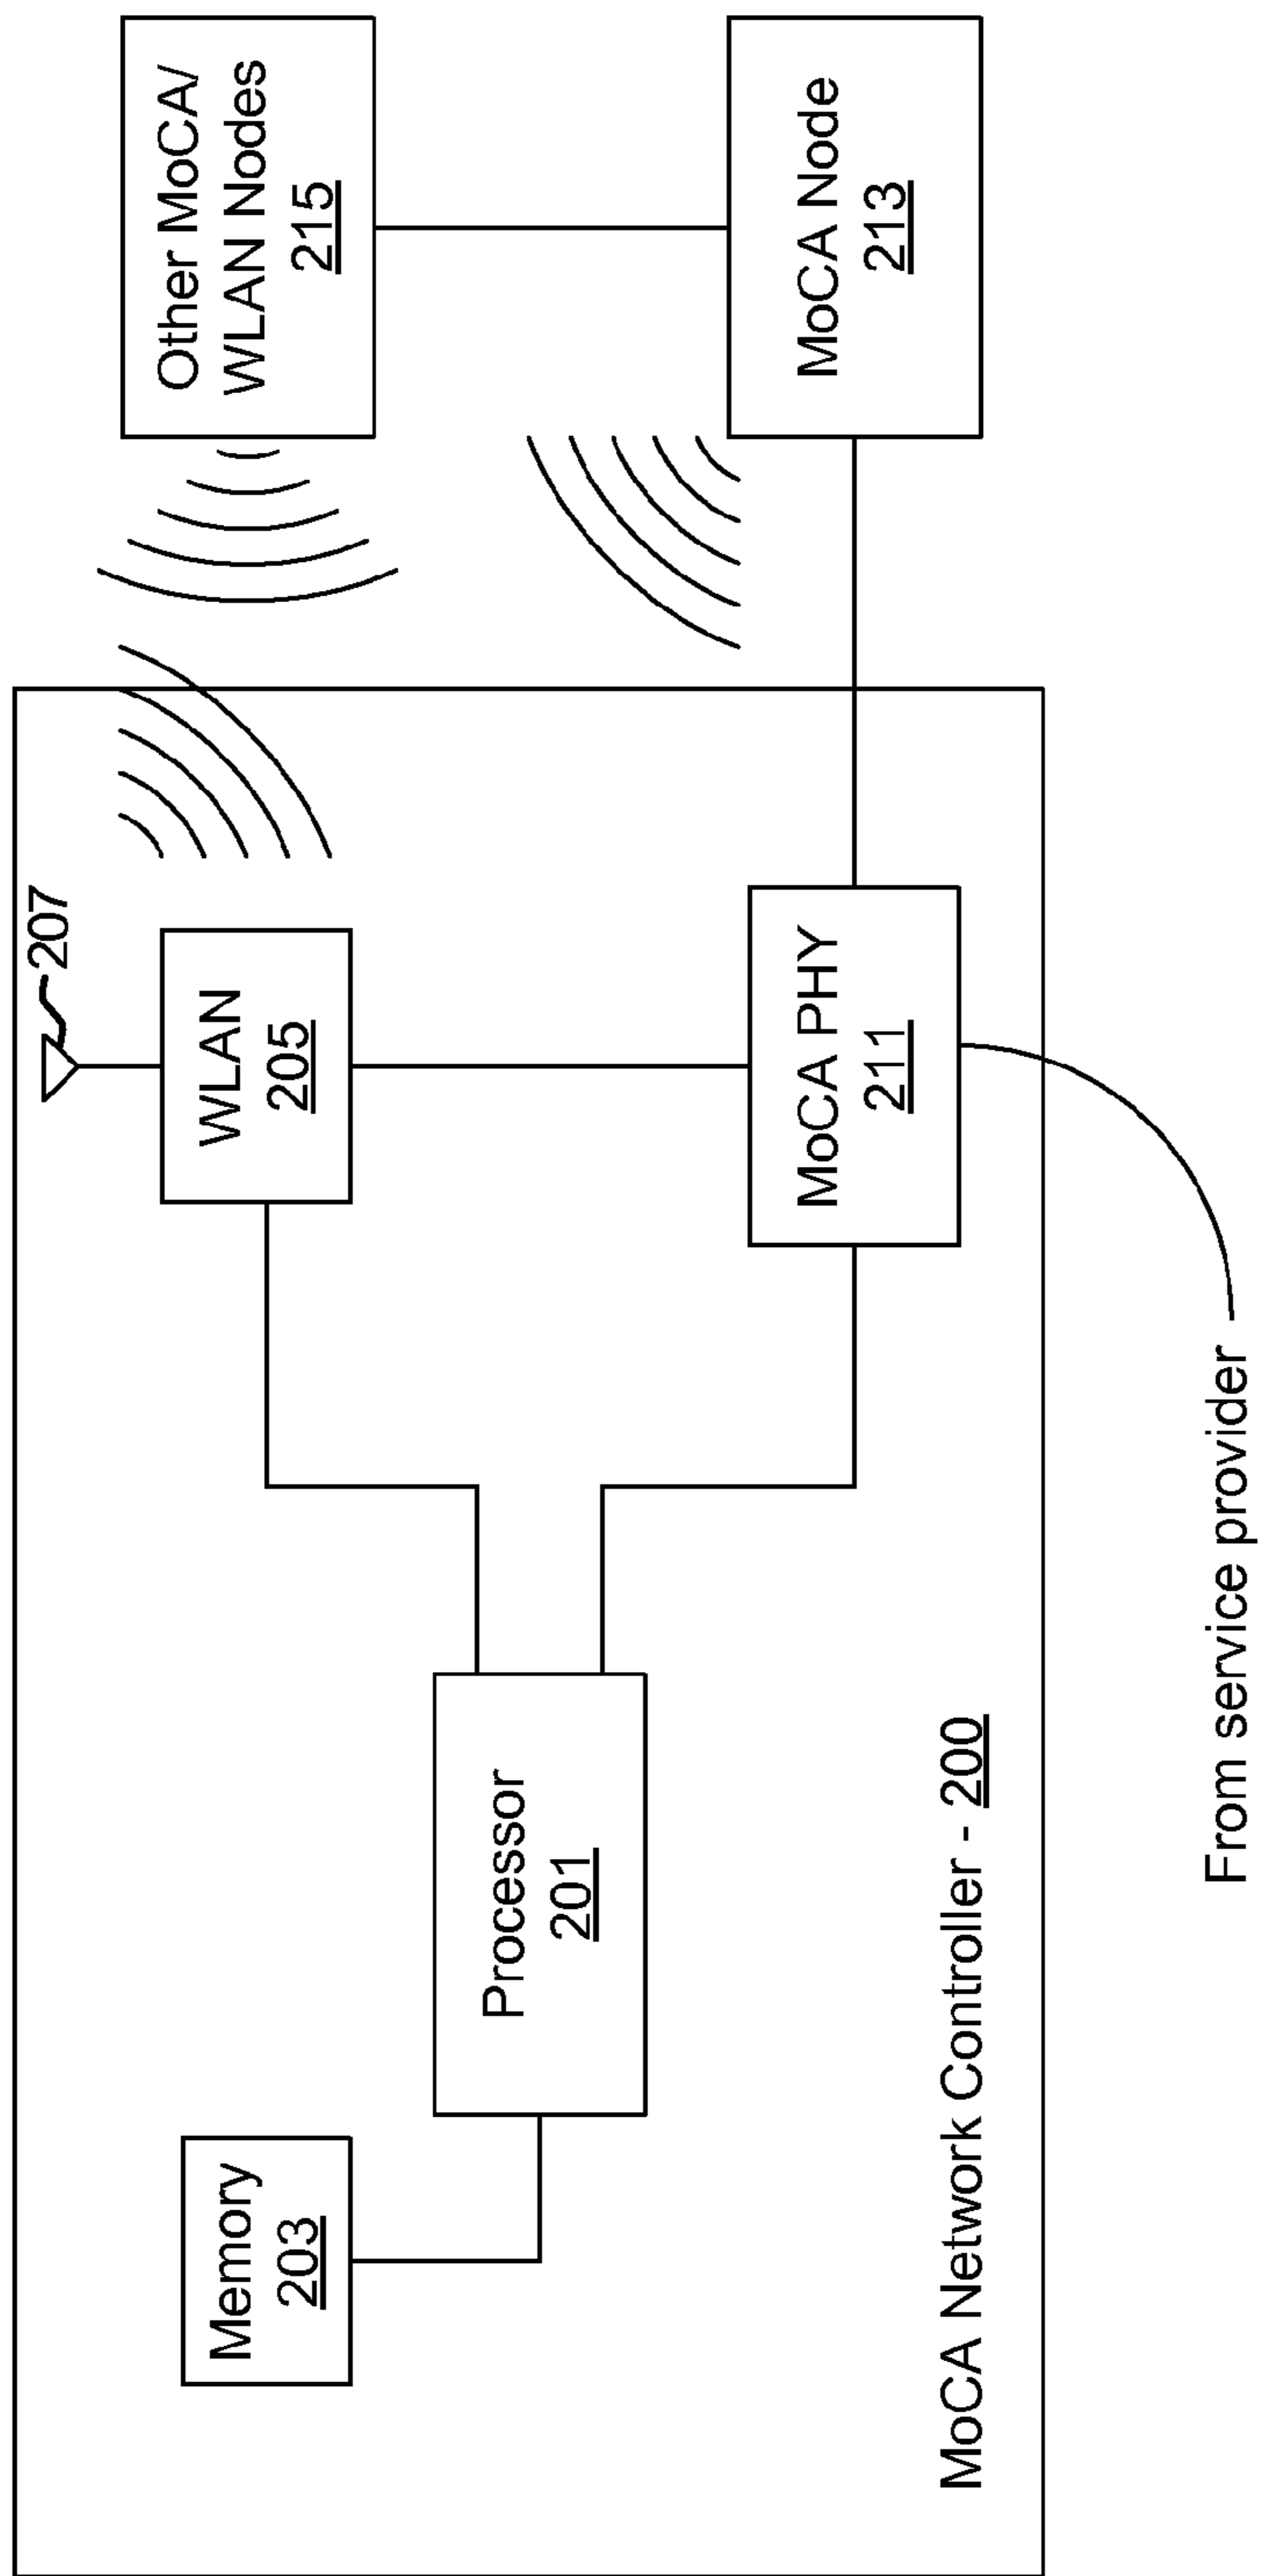 207
Other MoCA/
WLAN Nodes
215
Memory
203
WLAN
205
Processor
201
MoCA PHY
211
MoCA Node
213
MoCA Network Controller - 200
From service provider -